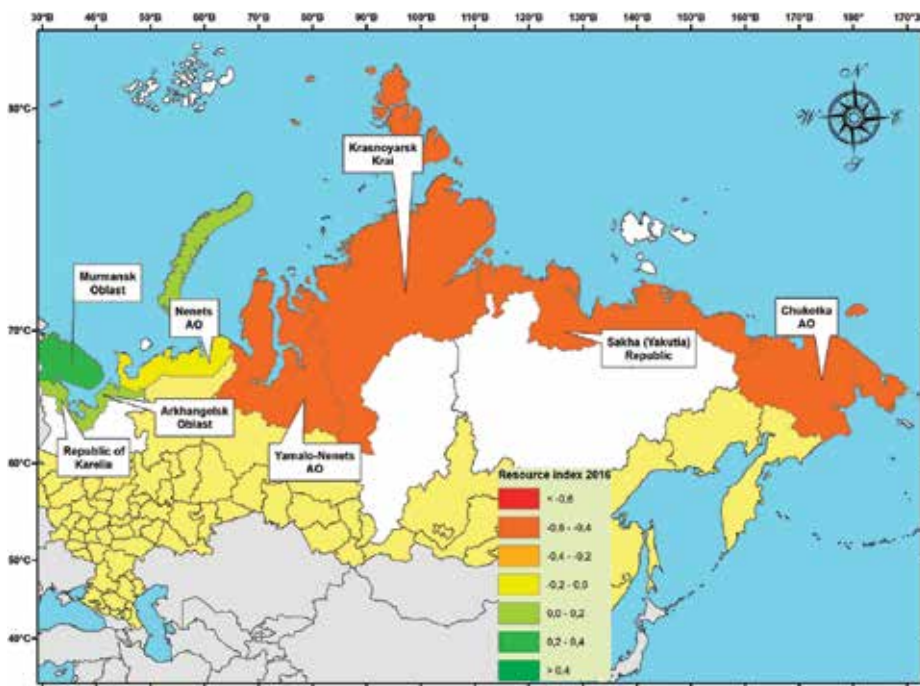 30°В 40°В 50°В 60°В 70°В 80°В 90°В 100°В 110°В 120°В 130°В 140°В 150°В 160°В 170°В 180° 170°З
80°С
70°С
60°С
50°С
40°С
N
W
E
S
Krasnoyarsk
Krai
Murmansk
Oblast
Nenets
AO
Chukotka
AO
Sakha (Yakutia)
Republic
Arkhangelsk
Oblast
Republic of
Karelia
Yamalo-Nenets
AO
Resource index 2016
< -0,6
-0,6 - -0,4
-0,4 - -0,2
-0,2 - 0,0
0,0 - 0,2
0,2 - 0,4
> 0,4